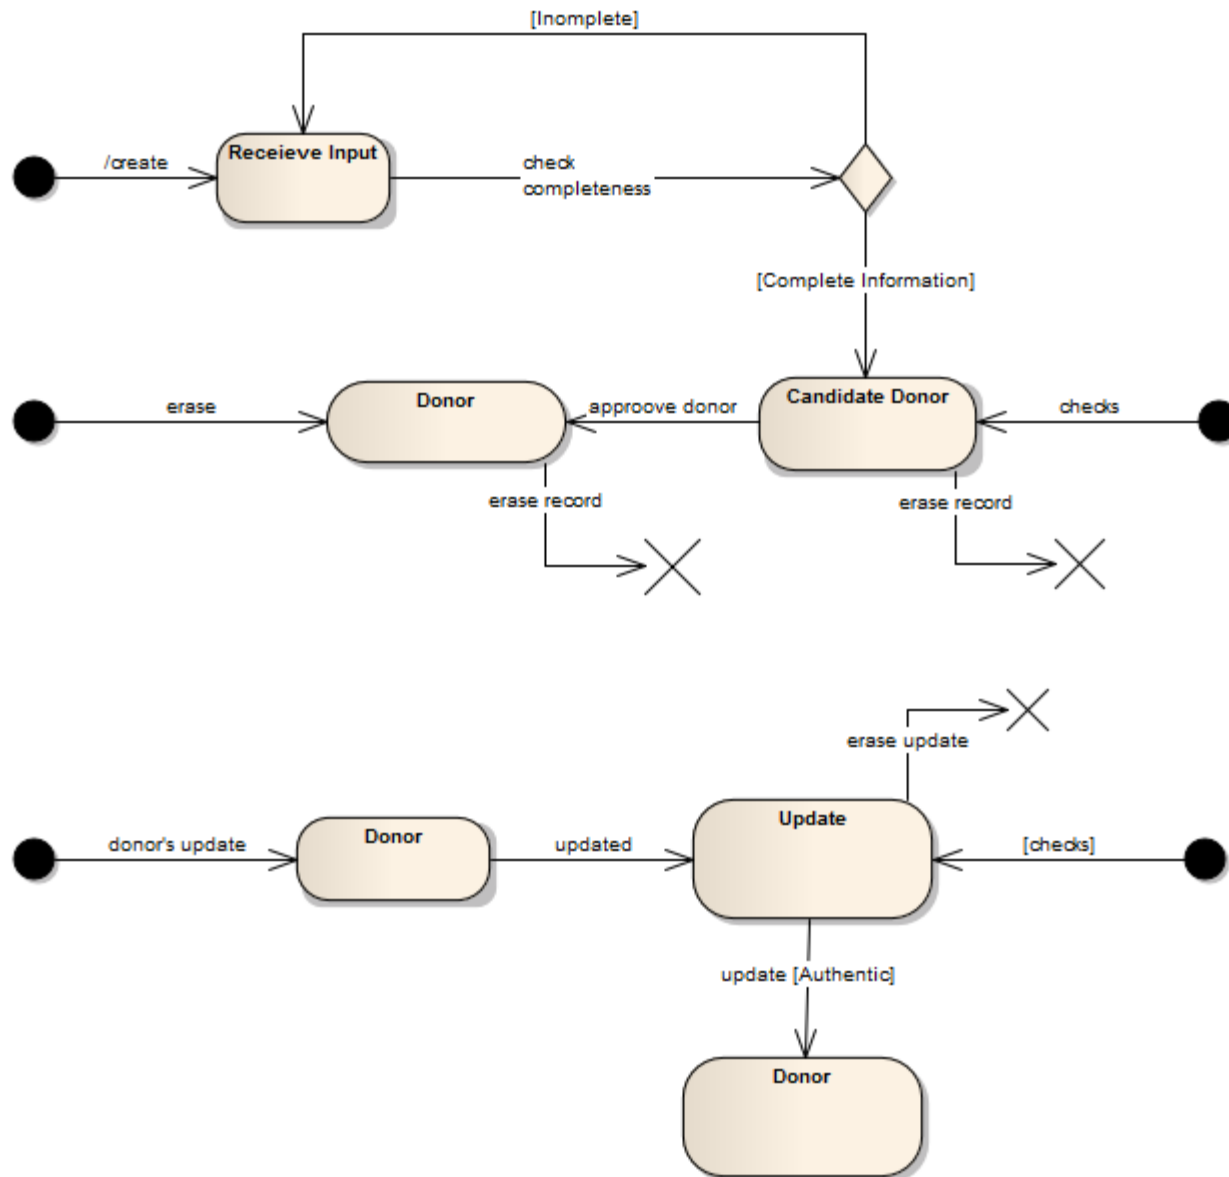 [Inomplete]
Receieve Input
/create
check
completeness
[Complete Information]
erase
Donor
approove donor
Candidate Donor
checks
erase record
erase record
erase update
donor's update
Donor
updated
Update
[checks]
update [Authentic]
Donor